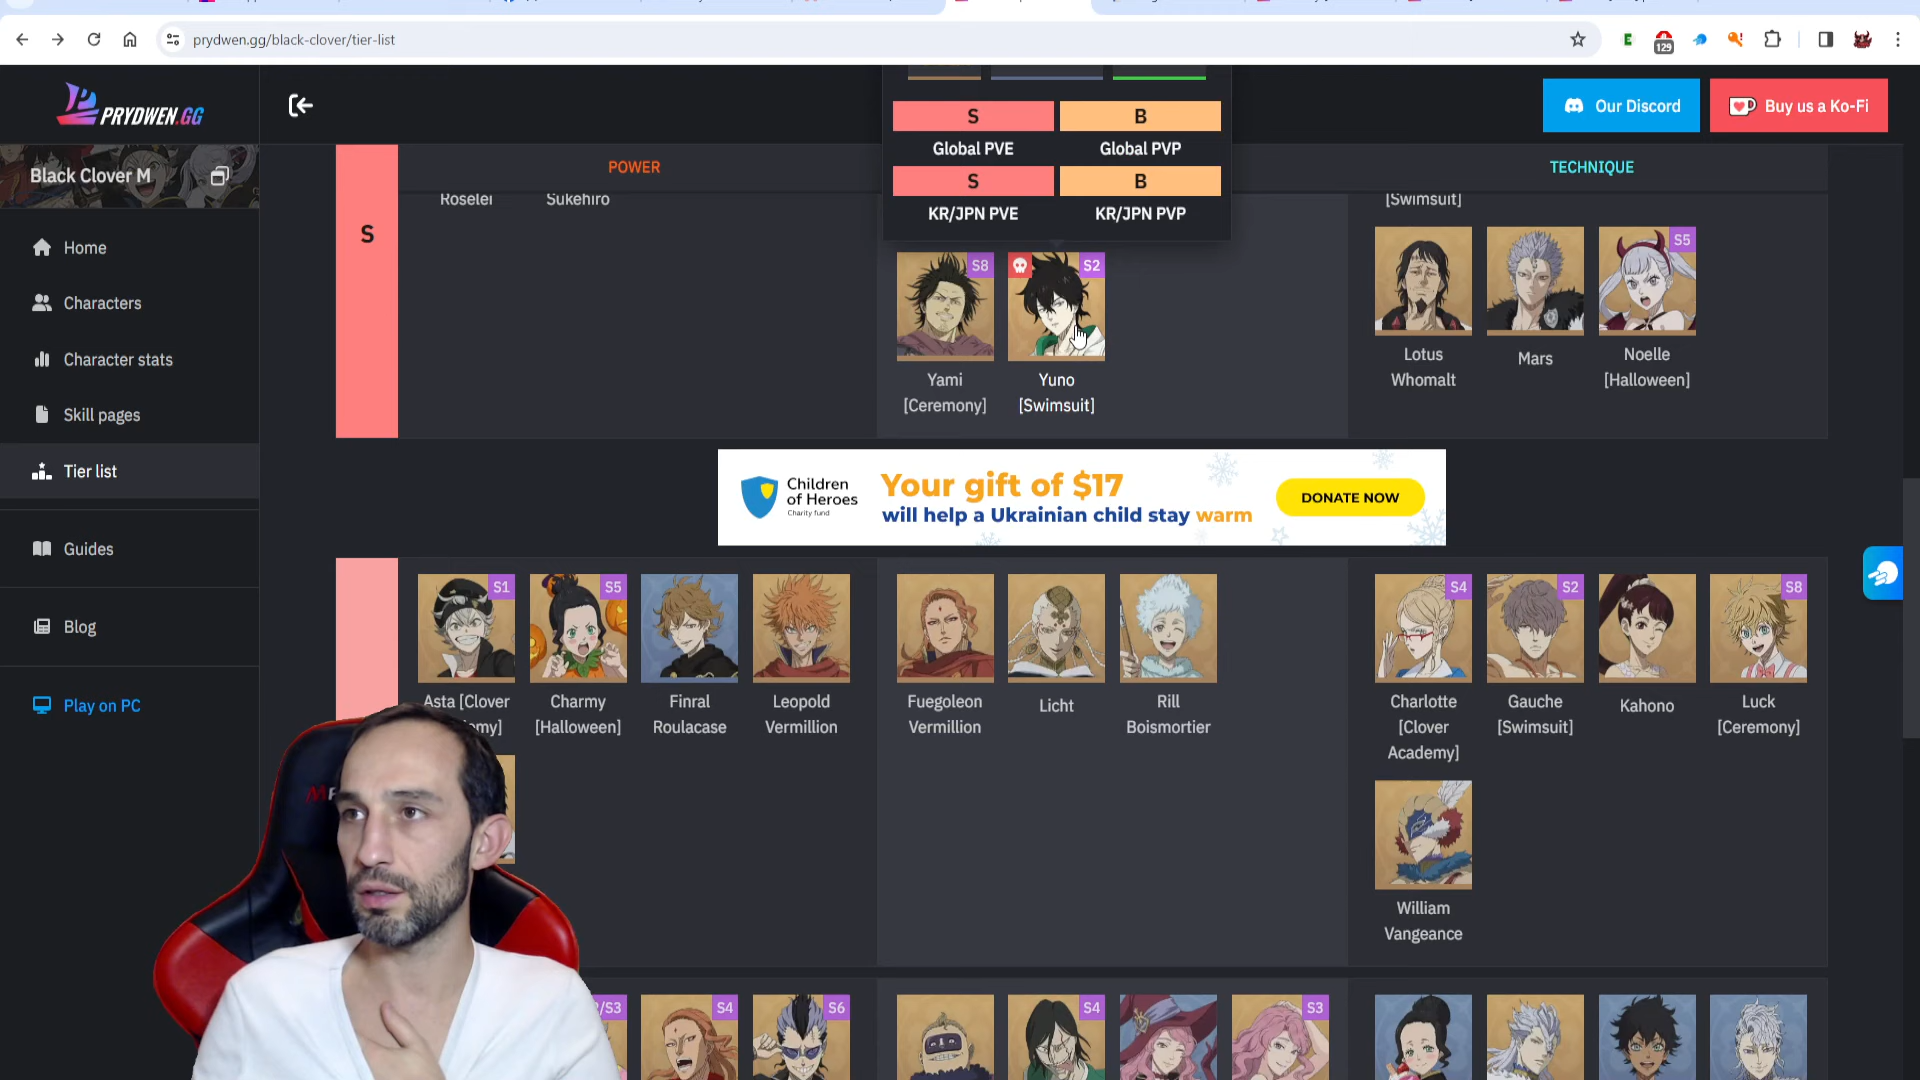 prydwen.gg/black-clover/tier-list
129
PRYDWEN.GG
Our Discord
Buy us a Ko-Fi
Black Clover M
Home
Characters
Character stats
Skill pages
Tier list
Guides
Blog
Play on PC
S
B
Global PVE
Global PVP
S
B
KR/JPN PVE
KR/JPN PVP
POWER
TECHNIQUE
S
Roselei
Sukehiro
[Swimsuit]
S8
S2
S5
Yami
[Ceremony]
Yuno
[Swimsuit]
Lotus
Whomalt
Mars
Noelle
[Halloween]
Children
of Heroes
Charity fund
Your gift of $17
will help a Ukrainian child stay warm
DONATE NOW
S1
S5
S4
S2
S8
Asta [Clover
Charmy
[Halloween]
Finral
Roulacase
Leopold
Vermillion
Fuegoleon
Vermillion
Licht
Rill
Boismortier
Charlotte
[Clover
Academy]
Gauche
[Swimsuit]
Kahono
Luck
[Ceremony]
William
Vangeance
/S3
S4
S6
S4
S3